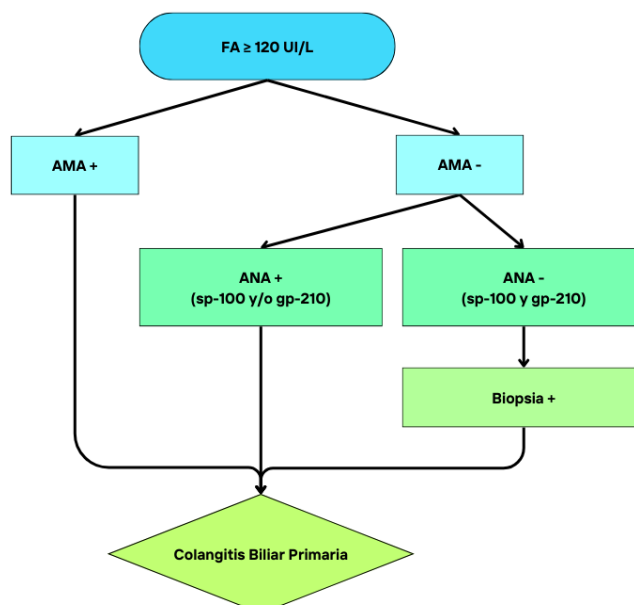 FA ≥ 120 UI/L
AMA +
AMA -
ANA +
(sp-100 y/o gp-210)
ANA -
(sp-100 y gp-210)
Biopsia +
Colangitis Biliar Primaria